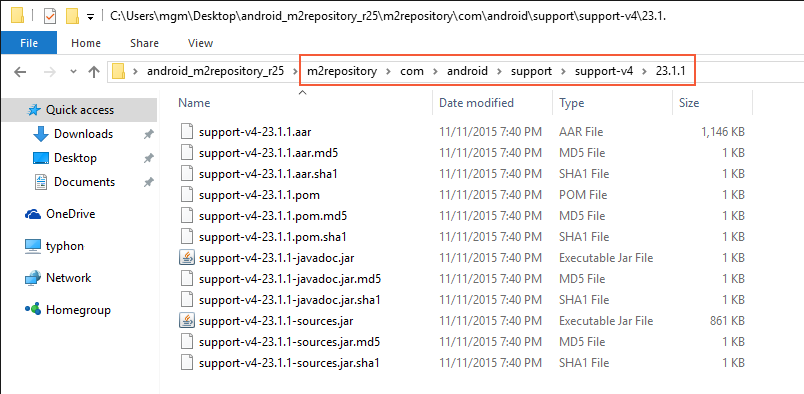 C:\Users\mgm\Desktop\android_m2repository_r25\m2repository\com\android\support\support-v4\23.1.
File Home Share View
android_m2repository_r25 > m2repository > com > android > support > support-v4 > 23.1.1
Name Date modified Type Size
Quick access
Downloads
Desktop
Documents
OneDrive
typhon
Network
Homegroup
support-v4-23.1.1.aar 11/11/2015 7:40 PM AAR File 1,146 KB
support-v4-23.1.1.aar.md5 11/11/2015 7:40 PM MD5 File 1 KB
support-v4-23.1.1.aar.sha1 11/11/2015 7:40 PM SHA1 File 1 KB
support-v4-23.1.1.pom 11/11/2015 7:40 PM POM File 1 KB
support-v4-23.1.1.pom.md5 11/11/2015 7:40 PM MD5 File 1 KB
support-v4-23.1.1.pom.sha1 11/11/2015 7:40 PM SHA1 File 1 KB
support-v4-23.1.1-javadoc.jar 11/11/2015 7:40 PM Executable Jar File 1 KB
support-v4-23.1.1-javadoc.jar.md5 11/11/2015 7:40 PM MD5 File 1 KB
support-v4-23.1.1-javadoc.jar.sha1 11/11/2015 7:40 PM SHA1 File 1 KB
support-v4-23.1.1-sources.jar 11/11/2015 7:40 PM Executable Jar File 861 KB
support-v4-23.1.1-sources.jar.md5 11/11/2015 7:40 PM MD5 File 1 KB
support-v4-23.1.1-sources.jar.sha1 11/11/2015 7:40 PM SHA1 File 1 KB